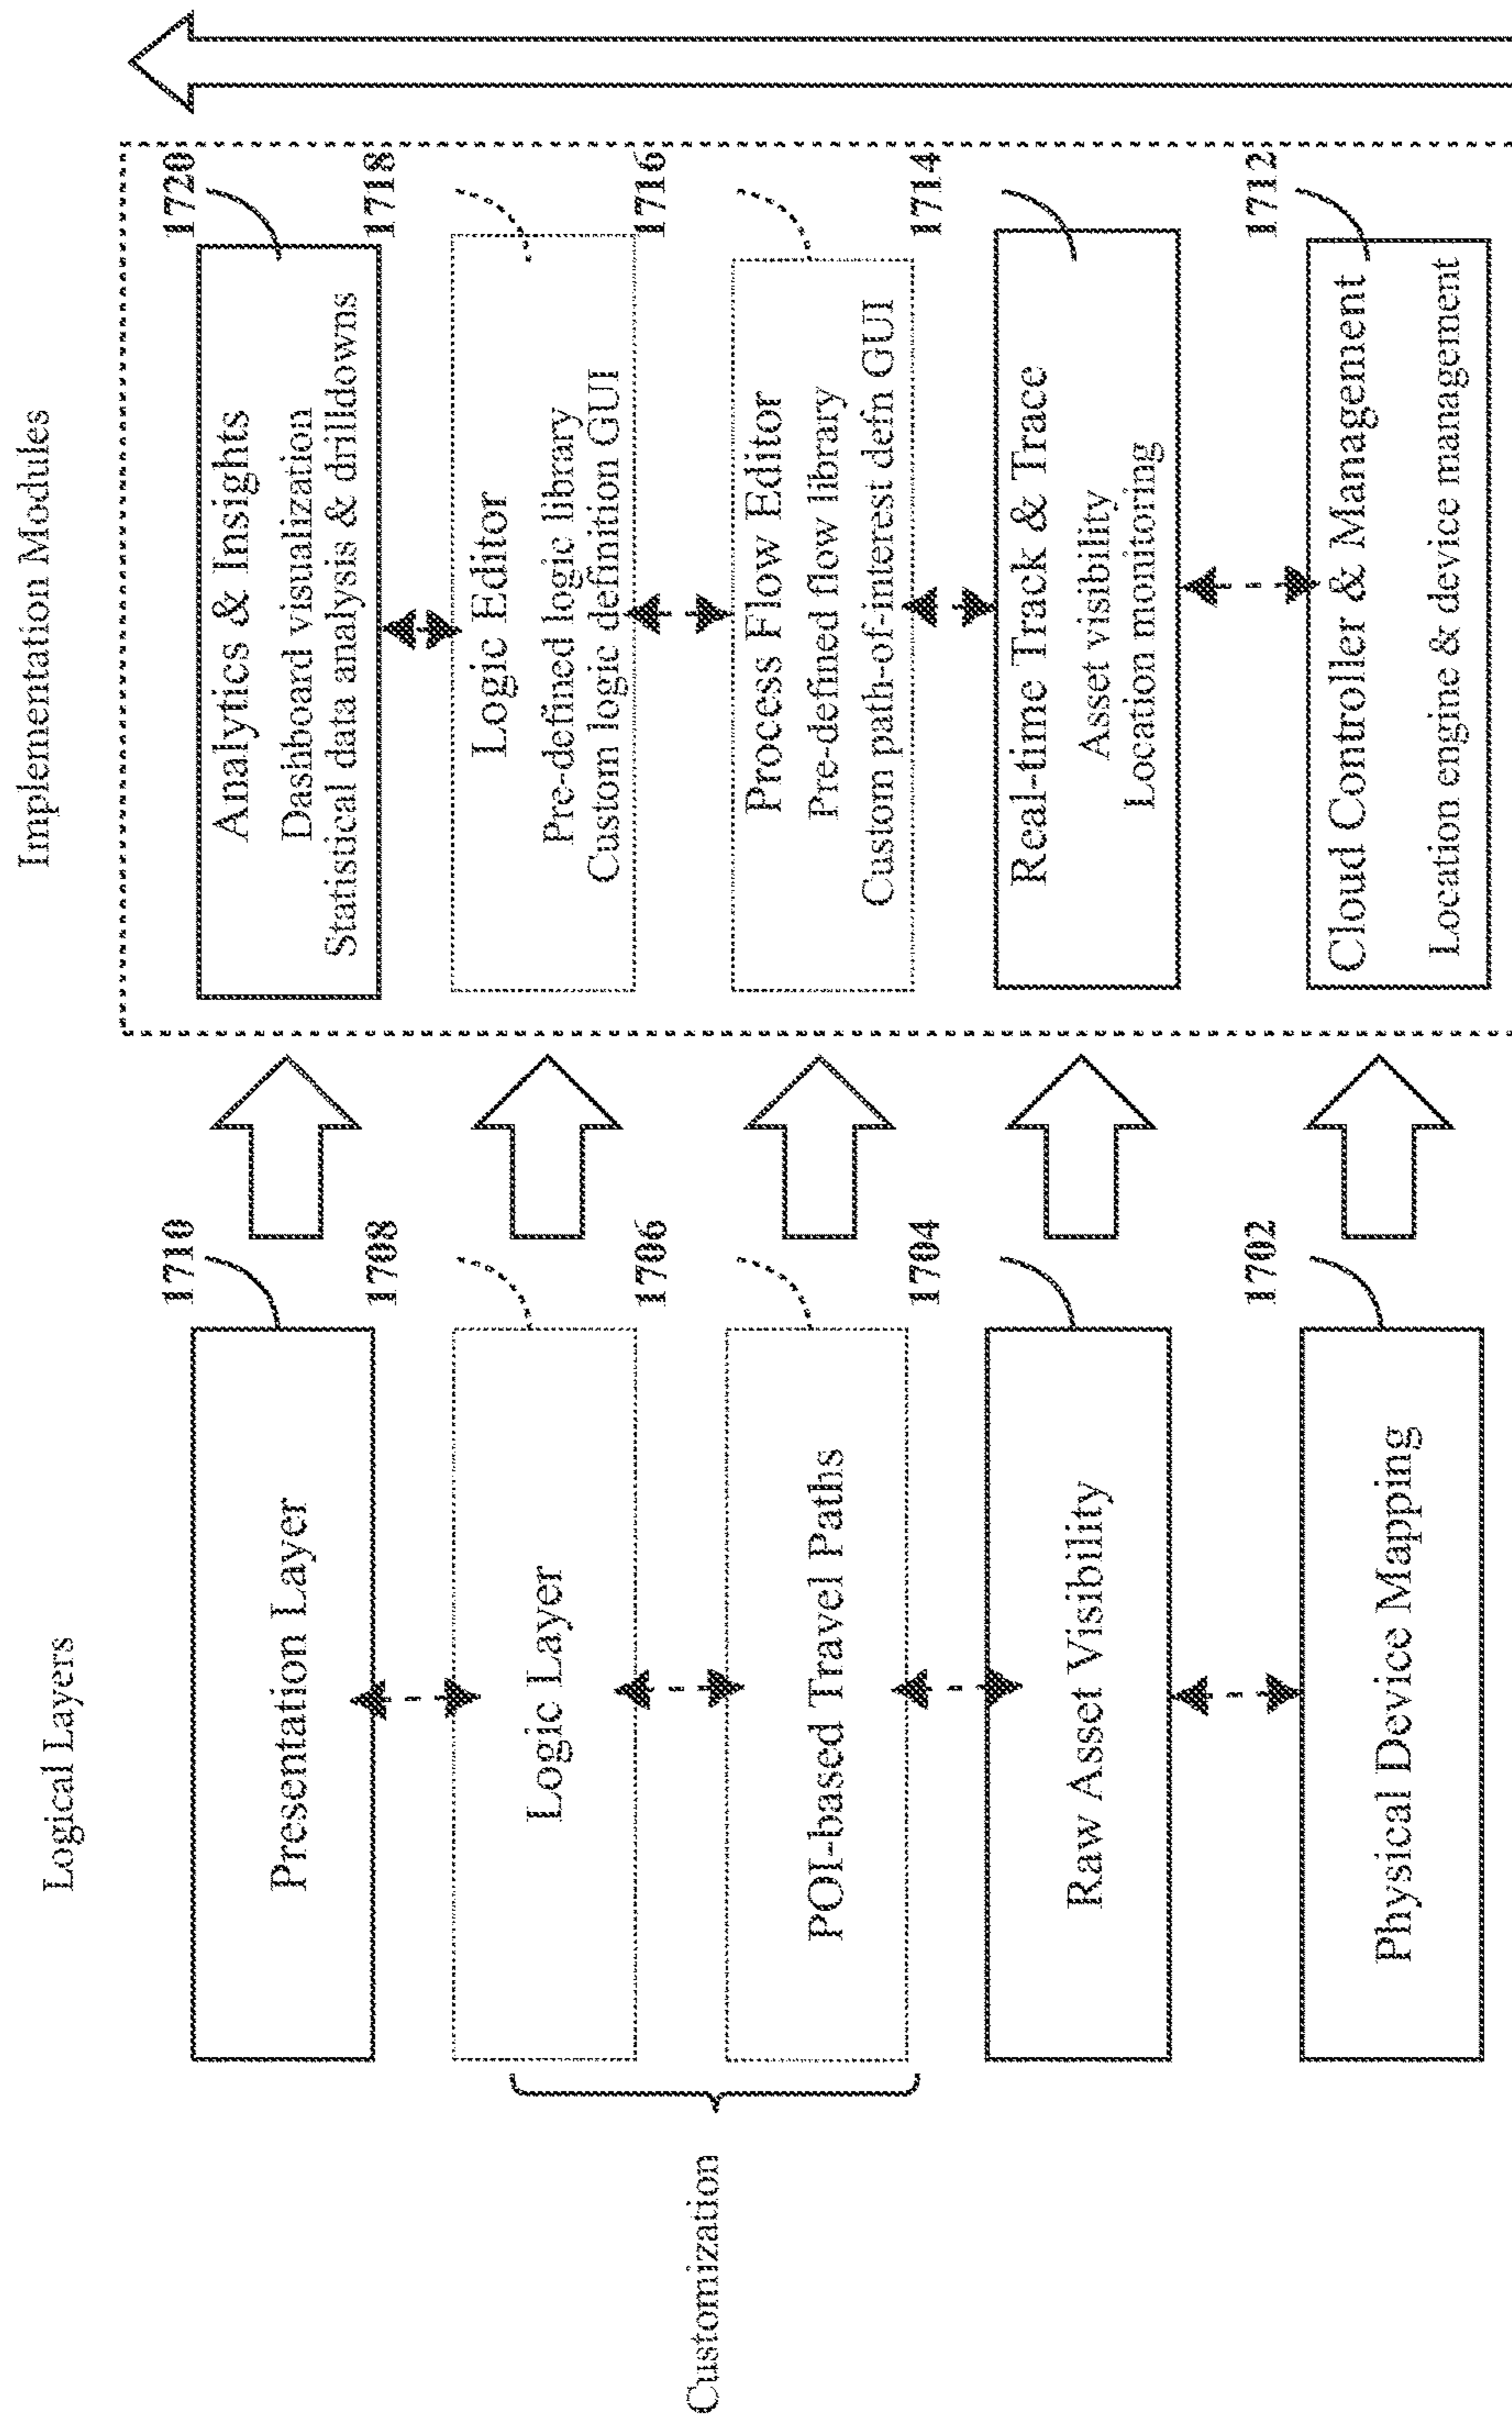 Logical Layers
Implementation Modules
1710
Presentation Layer
1720
Analytics & Insights
Dashboard visualization
Statistical data analysis & drilldowns
1708
Logic Layer
1718
Logic Editor
Pre-defined logic library
Custom logic definition GUI
Customization
1706
POI-based Travel Paths
1716
Process Flow Editor
Pre-defined flow library
Custom path-of-interest defn GUI
1704
Raw Asset Visibility
1714
Real-time Track & Trace
Asset visibility
Location monitoring
1702
Physical Device Mapping
1712
Cloud Controller & Management
Location engine & device management